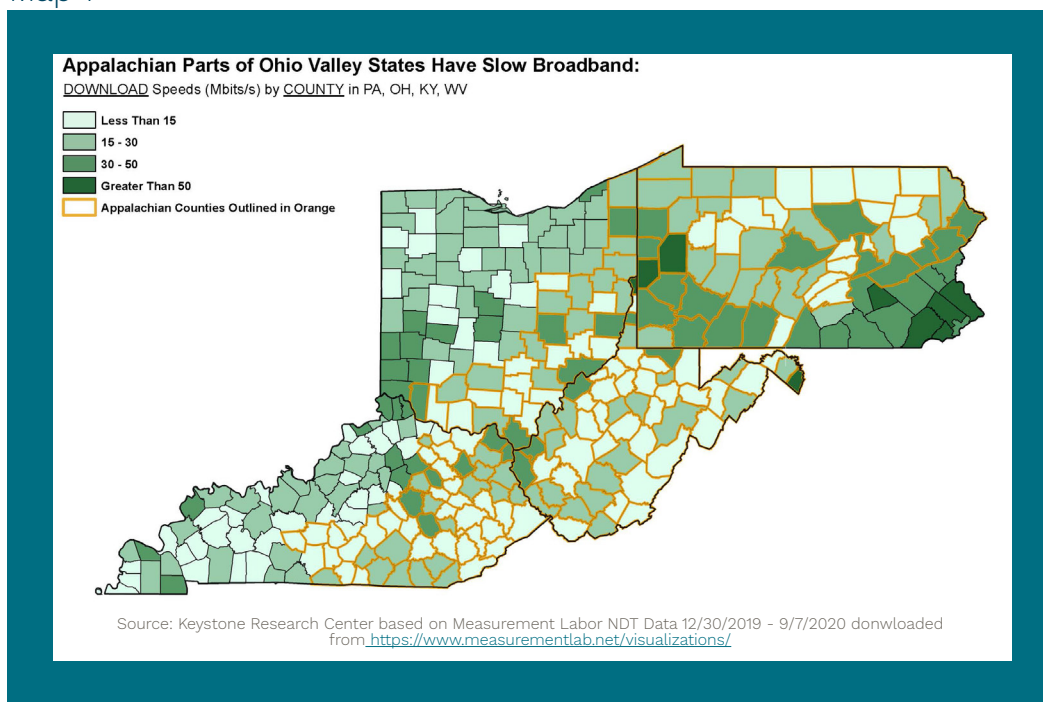 Appalachian Parts of Ohio Valley States Have Slow Broadband:
DOWNLOAD Speeds (Mbits/s) by COUNTY in PA, OH, KY, WV
Less Than 15
15 - 30
30 - 50
Greater Than 50
Appalachian Counties Outlined in Orange
Source: Keystone Research Center based on Measurement Labor NDT Data 12/30/2019 - 9/7/2020 donwloaded
from https://www.measurementlab.net/visualizations/